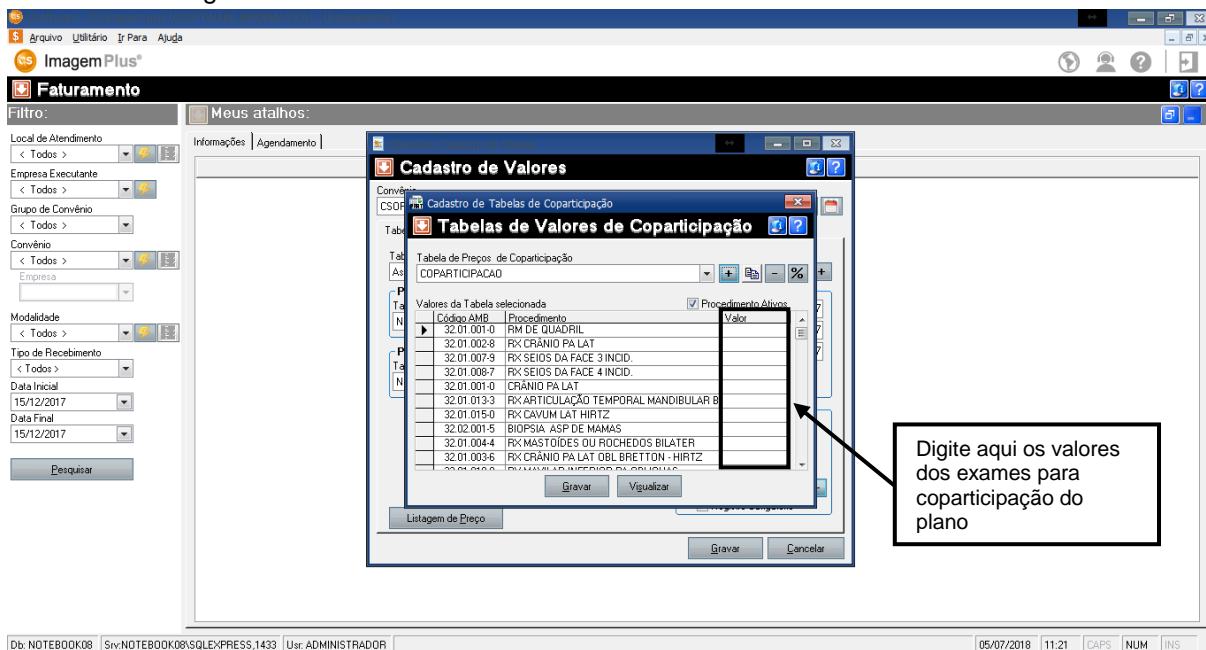 Arquivo Utilitário Ir Para Ajuda
ImagemPlus®
Faturamento
Filtro:
Meus atalhos:
Local de Atendimento
< Todos >
Empresa Executante
< Todos >
Grupo de Convênio
< Todos >
Convênio
< Todos >
Empresa
Modalidade
< Todos >
Tipo de Recebimento
< Todos >
Data Inicial
15/12/2017
Data Final
15/12/2017
Pesquisar
Informações Agendamento
Cadastro de Valores
Cadastro de Tabelas de Coparticipação
Tabelas de Valores de Coparticipação
Tabela de Preços de Coparticipação
COPARTICIPACAO
Valores da Tabela selecionada Procedimento Ativos
Código AMB Procedimento Valor
32.01.001-0 RM DE QUADRIL
32.01.002-8 RX CRÂNIO PA LAT
32.01.007-9 RX SEIOS DA FACE 3 INCID.
32.01.008-7 RX SEIOS DA FACE 4 INCID.
32.01.001-0 CRÂNIO PA LAT
32.01.013-3 RX ARTICULAÇÃO TEMPORAL MANDIBULAR B
32.01.015-0 RX CAVUM LAT HIRTZ
32.02.001-5 BIOPSIA ASP DE MAMAS
32.01.004-4 RX MASTOÍDES OU ROCHEDOS BILATER
32.01.003-6 RX CRÂNIO PA LAT OBL BRETTON - HIRTZ
Gravar Visualizar
Listagem de Preço
Gravar Cancelar
Digite aqui os valores
dos exames para
coparticipação do
plano
Db: NOTEBOOK08 Srv:NOTEBOOK08\SQLEXPRESS,1433 Usr: ADMINISTRADOR 05/07/2018 11:21 CAPS NUM INS